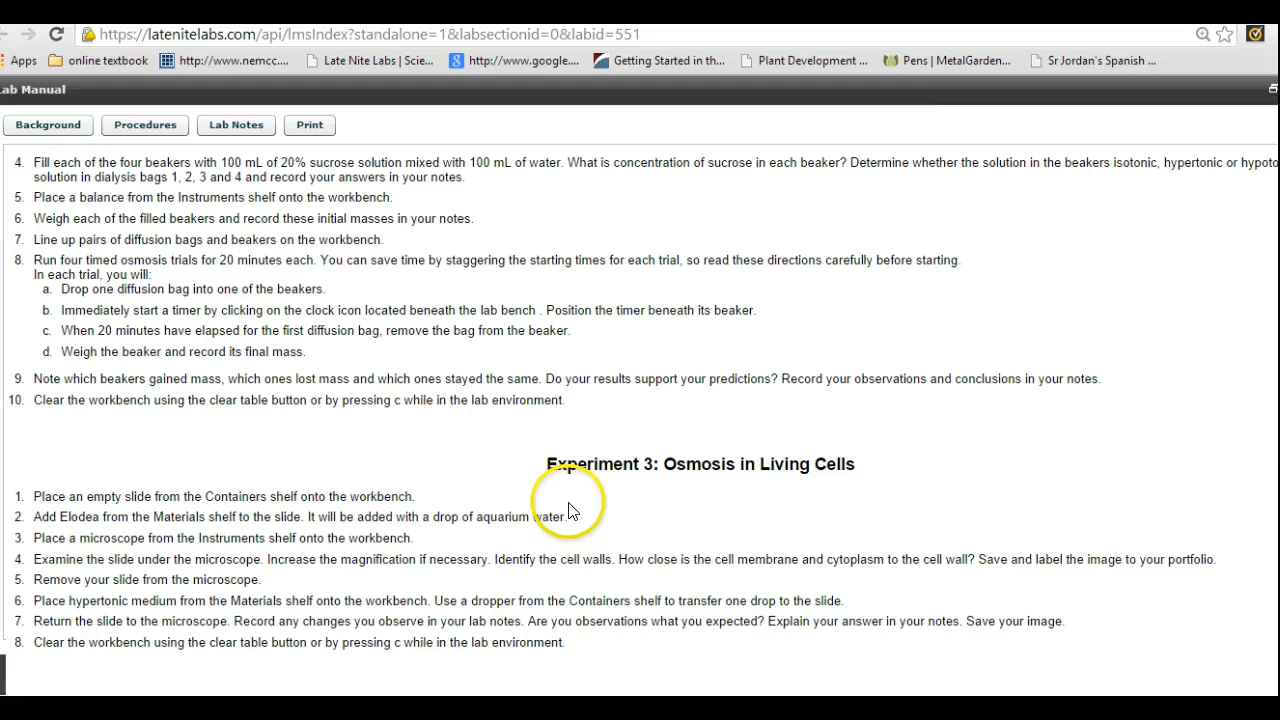 https://latenitelabs.com/api/lmsIndex?standalone=1&labsectionid=0&labid=551
Apps online textbook http://www.nemcc.... Late Nite Labs | Scie... http://www.google.... Getting Started in th... Plant Development ... Pens | MetalGarden... Sr Jordan's Spanish ...
Lab Manual
Background Procedures Lab Notes Print
4. Fill each of the four beakers with 100 mL of 20% sucrose solution mixed with 100 mL of water. What is concentration of sucrose in each beaker? Determine whether the solution in the beakers isotonic, hypertonic or hypoto
solution in dialysis bags 1, 2, 3 and 4 and record your answers in your notes.
5. Place a balance from the Instruments shelf onto the workbench.
6. Weigh each of the filled beakers and record these initial masses in your notes.
7. Line up pairs of diffusion bags and beakers on the workbench.
8. Run four timed osmosis trials for 20 minutes each. You can save time by staggering the starting times for each trial, so read these directions carefully before starting.
In each trial, you will:
a. Drop one diffusion bag into one of the beakers.
b. Immediately start a timer by clicking on the clock icon located beneath the lab bench . Position the timer beneath its beaker.
c. When 20 minutes have elapsed for the first diffusion bag, remove the bag from the beaker.
d. Weigh the beaker and record its final mass.
9. Note which beakers gained mass, which ones lost mass and which ones stayed the same. Do your results support your predictions? Record your observations and conclusions in your notes.
10. Clear the workbench using the clear table button or by pressing c while in the lab environment.
Experiment 3: Osmosis in Living Cells
1. Place an empty slide from the Containers shelf onto the workbench.
2. Add Elodea from the Materials shelf to the slide. It will be added with a drop of aquarium water.
3. Place a microscope from the Instruments shelf onto the workbench.
4. Examine the slide under the microscope. Increase the magnification if necessary. Identify the cell walls. How close is the cell membrane and cytoplasm to the cell wall? Save and label the image to your portfolio.
5. Remove your slide from the microscope.
6. Place hypertonic medium from the Materials shelf onto the workbench. Use a dropper from the Containers shelf to transfer one drop to the slide.
7. Return the slide to the microscope. Record any changes you observe in your lab notes. Are you observations what you expected? Explain your answer in your notes. Save your image.
8. Clear the workbench using the clear table button or by pressing c while in the lab environment.